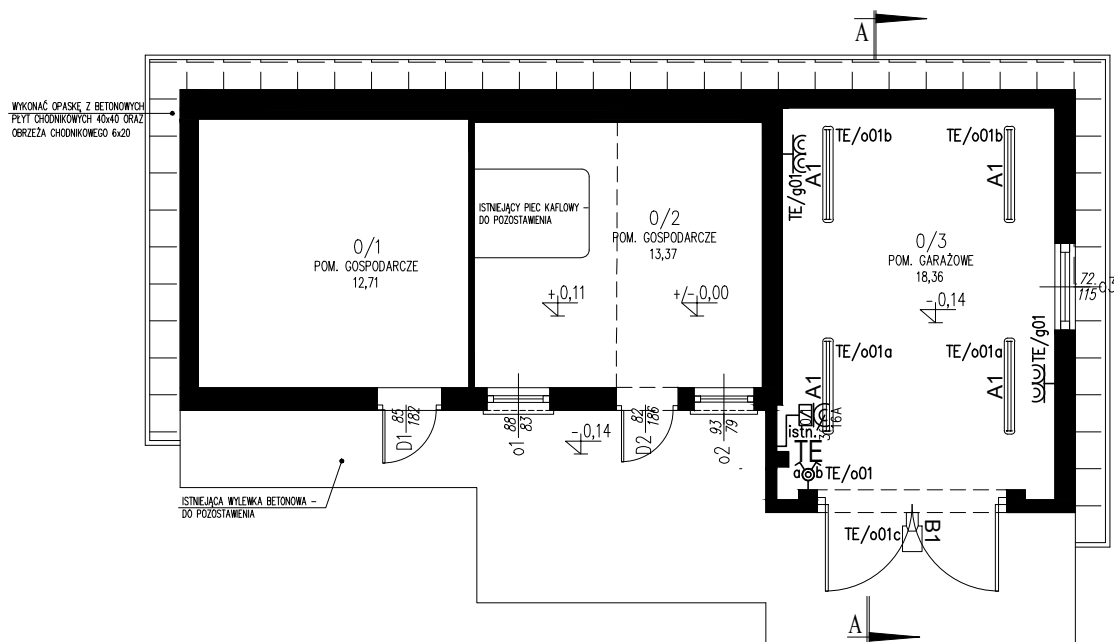 A
WYKONAĆ OPASKĘ Z BETONOWYCH
PŁYT CHODNIKOWYCH 40x40 ORAZ
OBRZEŻA CHODNIKOWEGO 6x20
TE/o01b
TE/o01b
A1
A1
TE/g01
ISTNIEJĄCY PIEC KAFLOWY -
DO POZOSTAWIENIA
0/1
POM. GOSPODARCZE
12,71
0/2
POM. GOSPODARCZE
13,37
0/3
POM. GARAŻOWE
18,36
+0,11
+/-0,00
-0,14
72
115
o3
TE/o01a
TE/o01a
TE/g01
A1
A1
D1
85
182
o1
88
83
-0,14
D2
82
186
o2
93
79
istn.
16A
TE
a
b
TE/o01
ISTNIEJĄCA WYLEWKA BETONOWA -
DO POZOSTAWIENIA
TE/o01c
B1
A